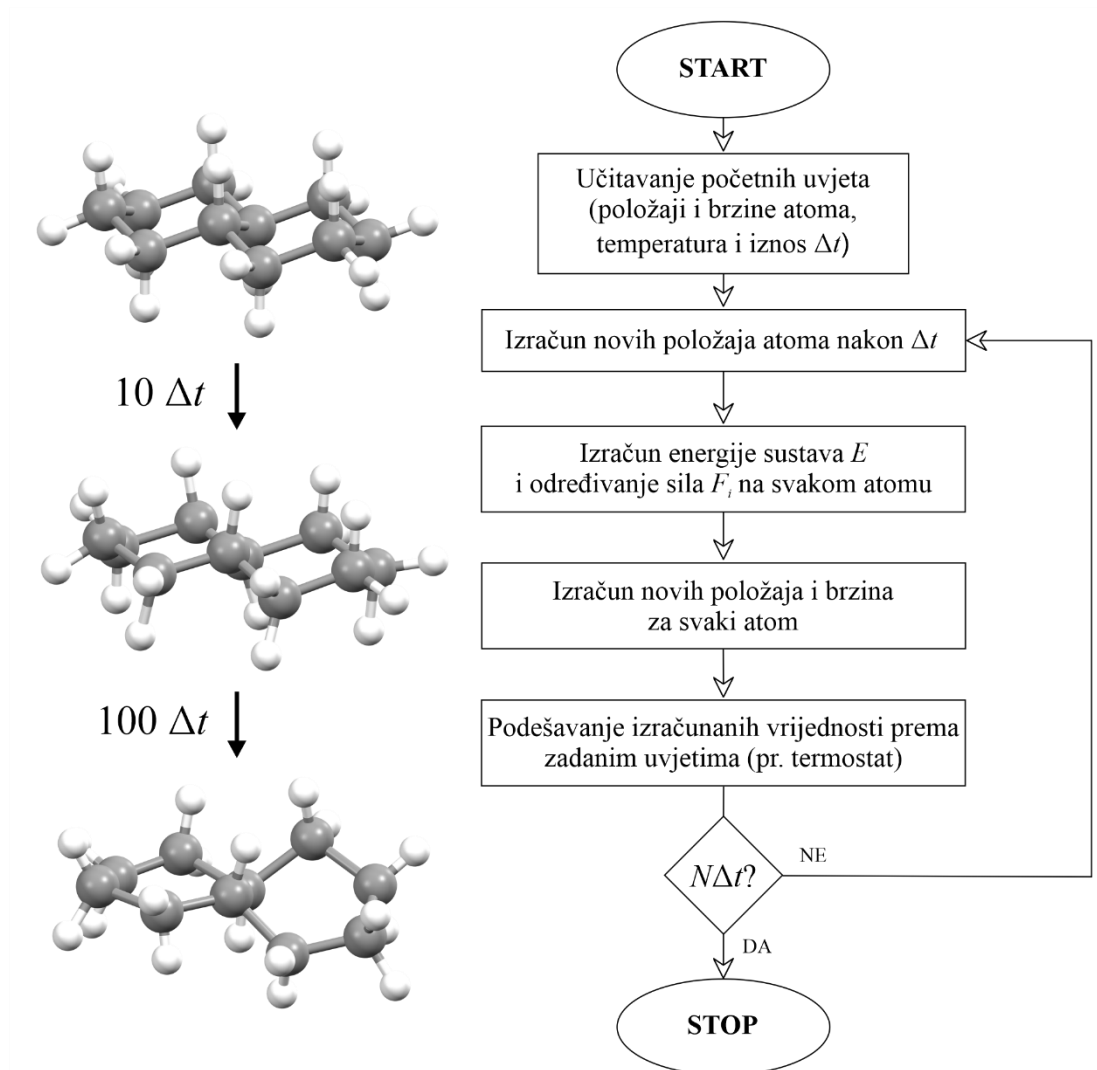 START
Učitavanje početnih uvjeta
(položaji i brzine atoma,
temperatura i iznos Δt)
Izračun novih položaja atoma nakon Δt
10 Δt
Izračun energije sustava E
i određivanje sila Fᵢ na svakom atomu
Izračun novih položaja i brzina
za svaki atom
100 Δt
Podešavanje izračunanih vrijednosti prema
zadanim uvjetima (pr. termostat)
NΔt?
NE
DA
STOP